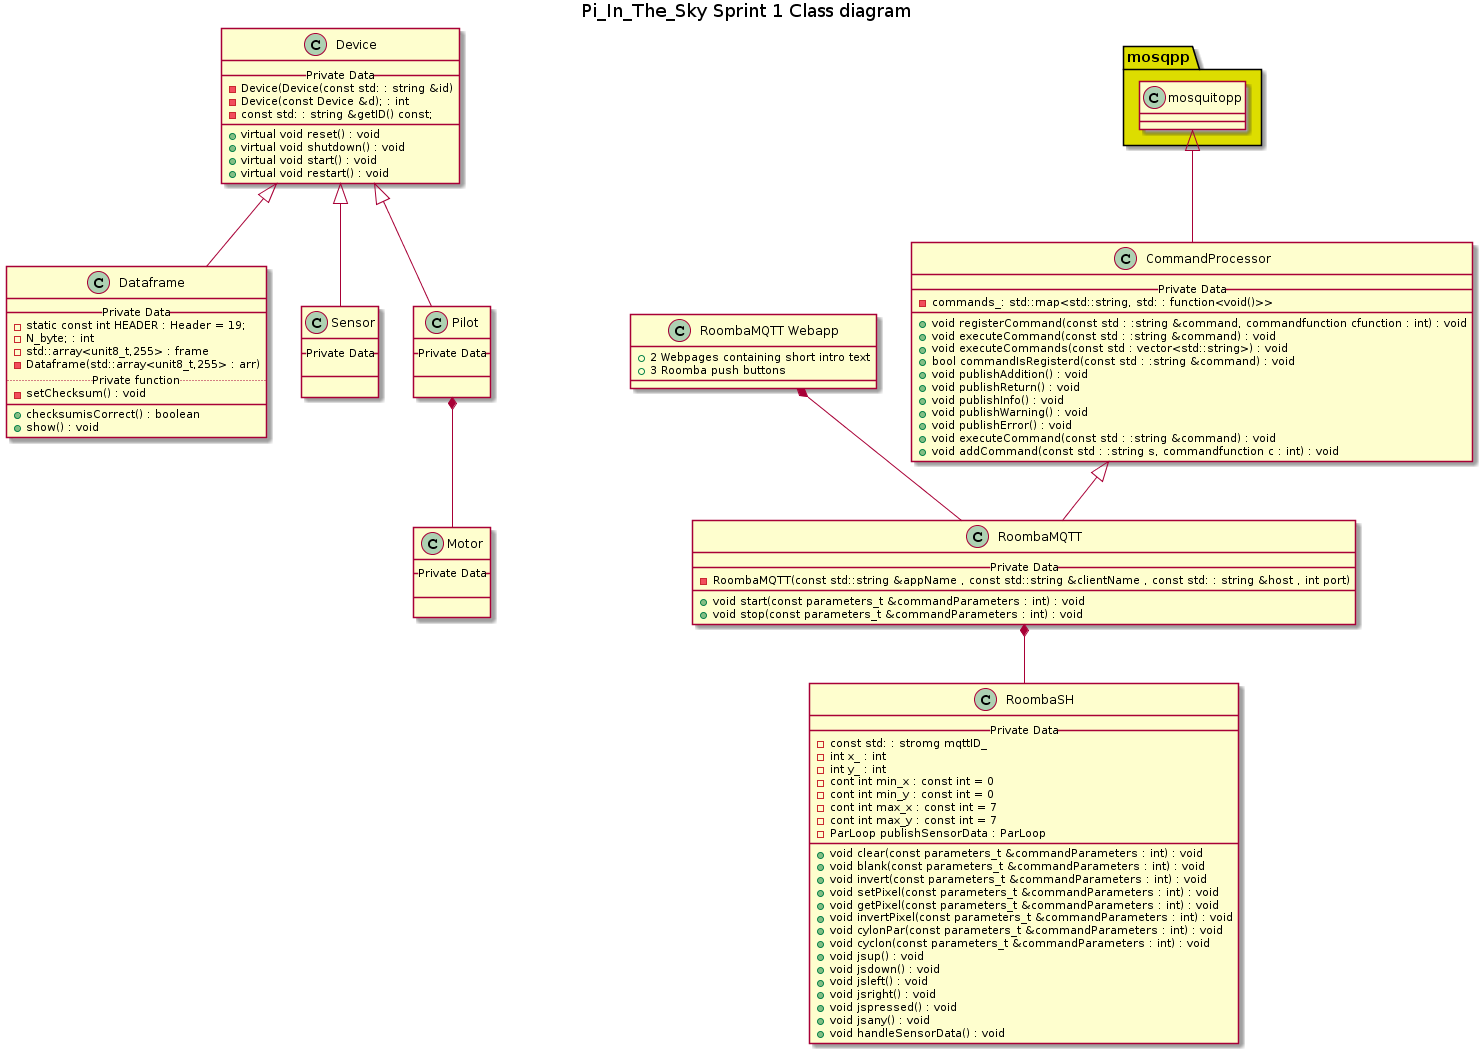 Pi_In_The_Sky Sprint 1 Class diagram
C Device
Private Data
Device(Device(const std: : string &id)
Device(const Device &d); : int
const std: : string &getID() const;
virtual void reset() : void
virtual void shutdown() : void
virtual void start() : void
virtual void restart() : void
mosqpp
C mosquitopp
C Dataframe
Private Data
static const int HEADER : Header = 19;
N_byte; : int
std::array<unit8_t,255> : frame
Dataframe(std::array<unit8_t,255> : arr)
Private function
setChecksum() : void
checksumisCorrect() : boolean
show() : void
C Sensor
Private Data
C Pilot
Private Data
C RoombaMQTT Webapp
2 Webpages containing short intro text
3 Roomba push buttons
C CommandProcessor
Private Data
commands_: std::map<std::string, std: : function<void()>>
void registerCommand(const std : :string &command, commandfunction cfunction : int) : void
void executeCommand(const std : :string &command) : void
void executeCommands(const std : vector<std::string>) : void
bool commandIsRegisterd(const std : :string &command) : void
void publishAddition() : void
void publishReturn() : void
void publishInfo() : void
void publishWarning() : void
void publishError() : void
void executeCommand(const std : :string &command) : void
void addCommand(const std : :string s, commandfunction c : int) : void
C Motor
Private Data
C RoombaMQTT
Private Data
RoombaMQTT(const std::string &appName , const std::string &clientName , const std: : string &host , int port)
void start(const parameters_t &commandParameters : int) : void
void stop(const parameters_t &commandParameters : int) : void
C RoombaSH
Private Data
const std: : stromg mqttID_
int x_ : int
int y_ : int
cont int min_x : const int = 0
cont int min_y : const int = 0
cont int max_x : const int = 7
cont int max_y : const int = 7
ParLoop publishSensorData : ParLoop
void clear(const parameters_t &commandParameters : int) : void
void blank(const parameters_t &commandParameters : int) : void
void invert(const parameters_t &commandParameters : int) : void
void setPixel(const parameters_t &commandParameters : int) : void
void getPixel(const parameters_t &commandParameters : int) : void
void invertPixel(const parameters_t &commandParameters : int) : void
void cylonPar(const parameters_t &commandParameters : int) : void
void cyclon(const parameters_t &commandParameters : int) : void
void jsup() : void
void jsdown() : void
void jsleft() : void
void jsright() : void
void jspressed() : void
void jsany() : void
void handleSensorData() : void